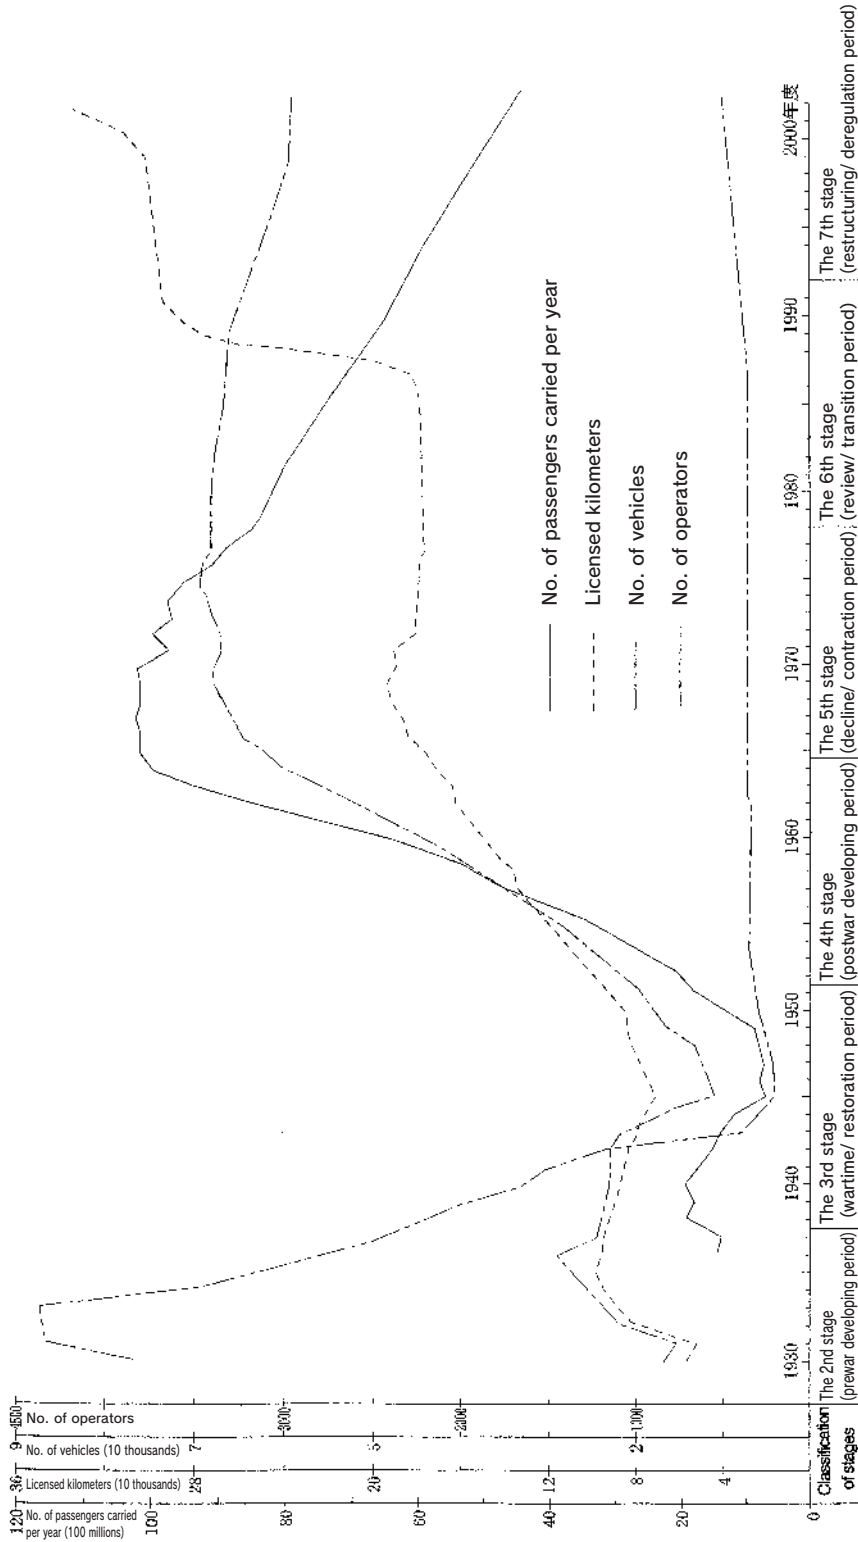 No. of operators
4500
3000
2000
1000
No. of vehicles (10 thousands)
9
7
5
2
Licensed kilometers (10 thousands)
36
28
20
12
8
4
No. of passengers carried
per year (100 millions)
120
100
80
60
40
20
0
No. of passengers carried per year
Licensed kilometers
No. of vehicles
No. of operators
1930
1940
1950
1960
1970
1980
1990
2000年度
Classification
of stages
The 2nd stage
(prewar developing period)
The 3rd stage
(wartime/ restoration period)
The 4th stage
(postwar developing period)
The 5th stage
(decline/ contraction period)
The 6th stage
(review/ transition period)
The 7th stage
(restructuring/ deregulation period)